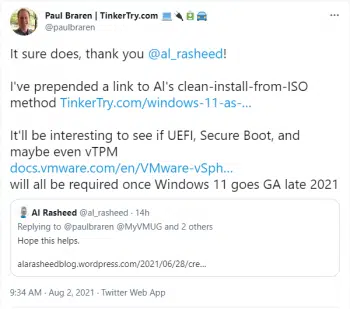 Paul Braren | TinkerTry.com
@paulbraren
It sure does, thank you @al_rasheed!
I've prepended a link to Al's clean-install-from-ISO
method TinkerTry.com/windows-11-as-...
It'll be interesting to see if UEFI, Secure Boot, and
maybe even vTPM
docs.vmware.com/en/VMware-vSph...
will all be required once Windows 11 goes GA late 2021
Al Rasheed @al_rasheed · 14h
Replying to @paulbraren @MyVMUG and 2 others
Hope this helps.
alarasheedblog.wordpress.com/2021/06/28/cre...
9:34 AM · Aug 2, 2021 · Twitter Web App